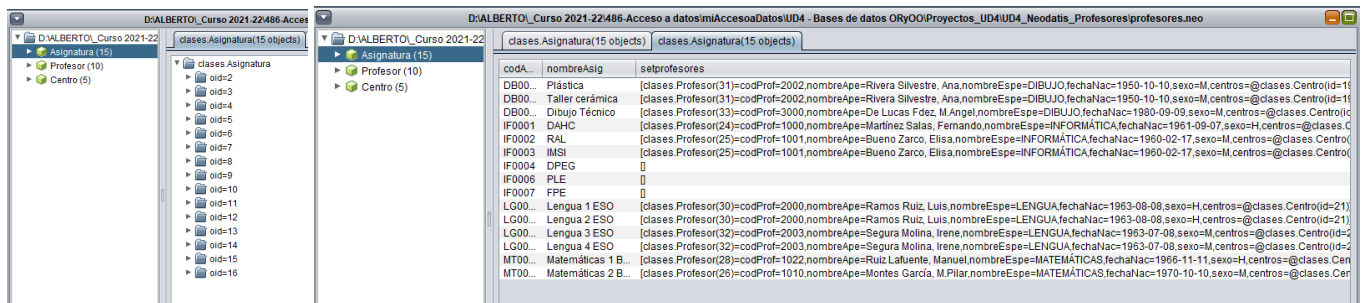 D:\ALBERTO\_Curso 2021-22\486-Acces
D:\ALBERTO\_Curso 2021-22
Asignatura (15)
Profesor (10)
Centro (5)
clases.Asignatura(15 objects)
clases.Asignatura
oid=2
oid=3
oid=4
oid=5
oid=6
oid=7
oid=8
oid=9
oid=10
oid=11
oid=12
oid=13
oid=14
oid=15
oid=16
D:\ALBERTO\_Curso 2021-22\486-Acceso a datos\miAccesoaDatos\UD4 - Bases de datos ORyOO\Proyectos_UD4\UD4_Neodatis_Profesores\profesores.neo
D:\ALBERTO\_Curso 2021-22
Asignatura (15)
Profesor (10)
Centro (5)
clases.Asignatura(15 objects) clases.Asignatura(15 objects)
codA... nombreAsig setprofesores
DB00... Plástica [clases.Profesor(31)=codProf=2002,nombreApe=Rivera Silvestre, Ana,nombreEspe=DIBUJO,fechaNac=1950-10-10,sexo=M,centros=@clases.Centro(id=19
DB00... Taller cerámica [clases.Profesor(31)=codProf=2002,nombreApe=Rivera Silvestre, Ana,nombreEspe=DIBUJO,fechaNac=1950-10-10,sexo=M,centros=@clases.Centro(id=19
DB00... Dibujo Técnico [clases.Profesor(33)=codProf=3000,nombreApe=De Lucas Fdez, M.Angel,nombreEspe=DIBUJO,fechaNac=1980-09-09,sexo=M,centros=@clases.Centro(ic
IF0001 DAHC [clases.Profesor(24)=codProf=1000,nombreApe=Martínez Salas, Fernando,nombreEspe=INFORMÁTICA,fechaNac=1961-09-07,sexo=H,centros=@clases.C
IF0002 RAL [clases.Profesor(25)=codProf=1001,nombreApe=Bueno Zarco, Elisa,nombreEspe=INFORMÁTICA,fechaNac=1960-02-17,sexo=M,centros=@clases.Centro(
IF0003 IMSI [clases.Profesor(25)=codProf=1001,nombreApe=Bueno Zarco, Elisa,nombreEspe=INFORMÁTICA,fechaNac=1960-02-17,sexo=M,centros=@clases.Centro(
IF0004 DPEG []
IF0006 PLE []
IF0007 FPE []
LG00... Lengua 1 ESO [clases.Profesor(30)=codProf=2000,nombreApe=Ramos Ruiz, Luis,nombreEspe=LENGUA,fechaNac=1963-08-08,sexo=H,centros=@clases.Centro(id=21)
LG00... Lengua 2 ESO [clases.Profesor(30)=codProf=2000,nombreApe=Ramos Ruiz, Luis,nombreEspe=LENGUA,fechaNac=1963-08-08,sexo=H,centros=@clases.Centro(id=21)
LG00... Lengua 3 ESO [clases.Profesor(32)=codProf=2003,nombreApe=Segura Molina, Irene,nombreEspe=LENGUA,fechaNac=1963-07-08,sexo=M,centros=@clases.Centro(id=2
LG00... Lengua 4 ESO [clases.Profesor(32)=codProf=2003,nombreApe=Segura Molina, Irene,nombreEspe=LENGUA,fechaNac=1963-07-08,sexo=M,centros=@clases.Centro(id=2
MT00... Matemáticas 1 B... [clases.Profesor(28)=codProf=1022,nombreApe=Ruiz Lafuente, Manuel,nombreEspe=MATEMÁTICAS,fechaNac=1966-11-11,sexo=H,centros=@clases.Cen
MT00... Matemáticas 2 B... [clases.Profesor(26)=codProf=1010,nombreApe=Montes García, M.Pilar,nombreEspe=MATEMÁTICAS,fechaNac=1970-10-10,sexo=M,centros=@clases.Cen